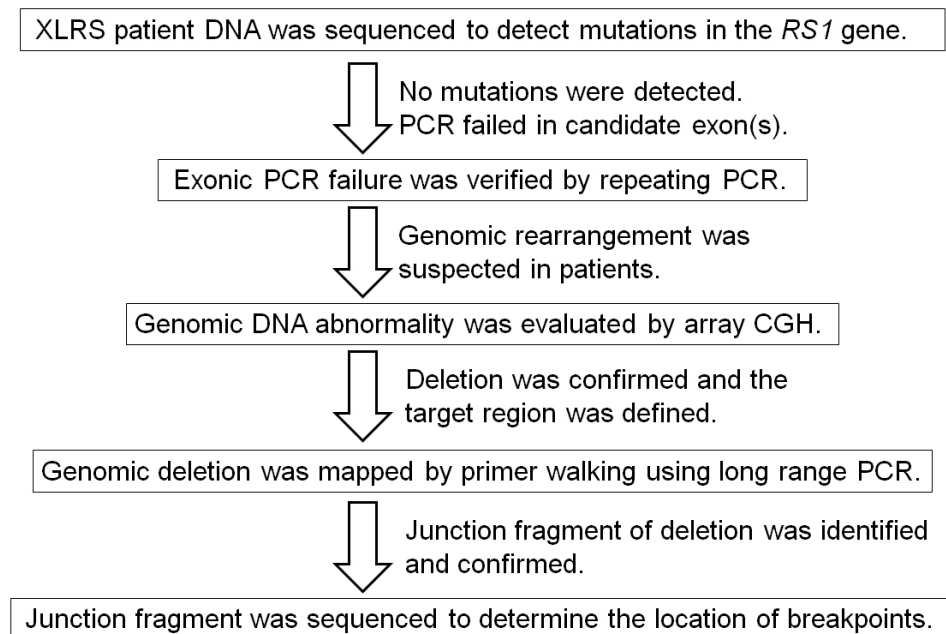 XLRS patient DNA was sequenced to detect mutations in the RS1 gene.
No mutations were detected.
PCR failed in candidate exon(s).
Exonic PCR failure was verified by repeating PCR.
Genomic rearrangement was
suspected in patients.
Genomic DNA abnormality was evaluated by array CGH.
Deletion was confirmed and the
target region was defined.
Genomic deletion was mapped by primer walking using long range PCR.
Junction fragment of deletion was identified
and confirmed.
Junction fragment was sequenced to determine the location of breakpoints.